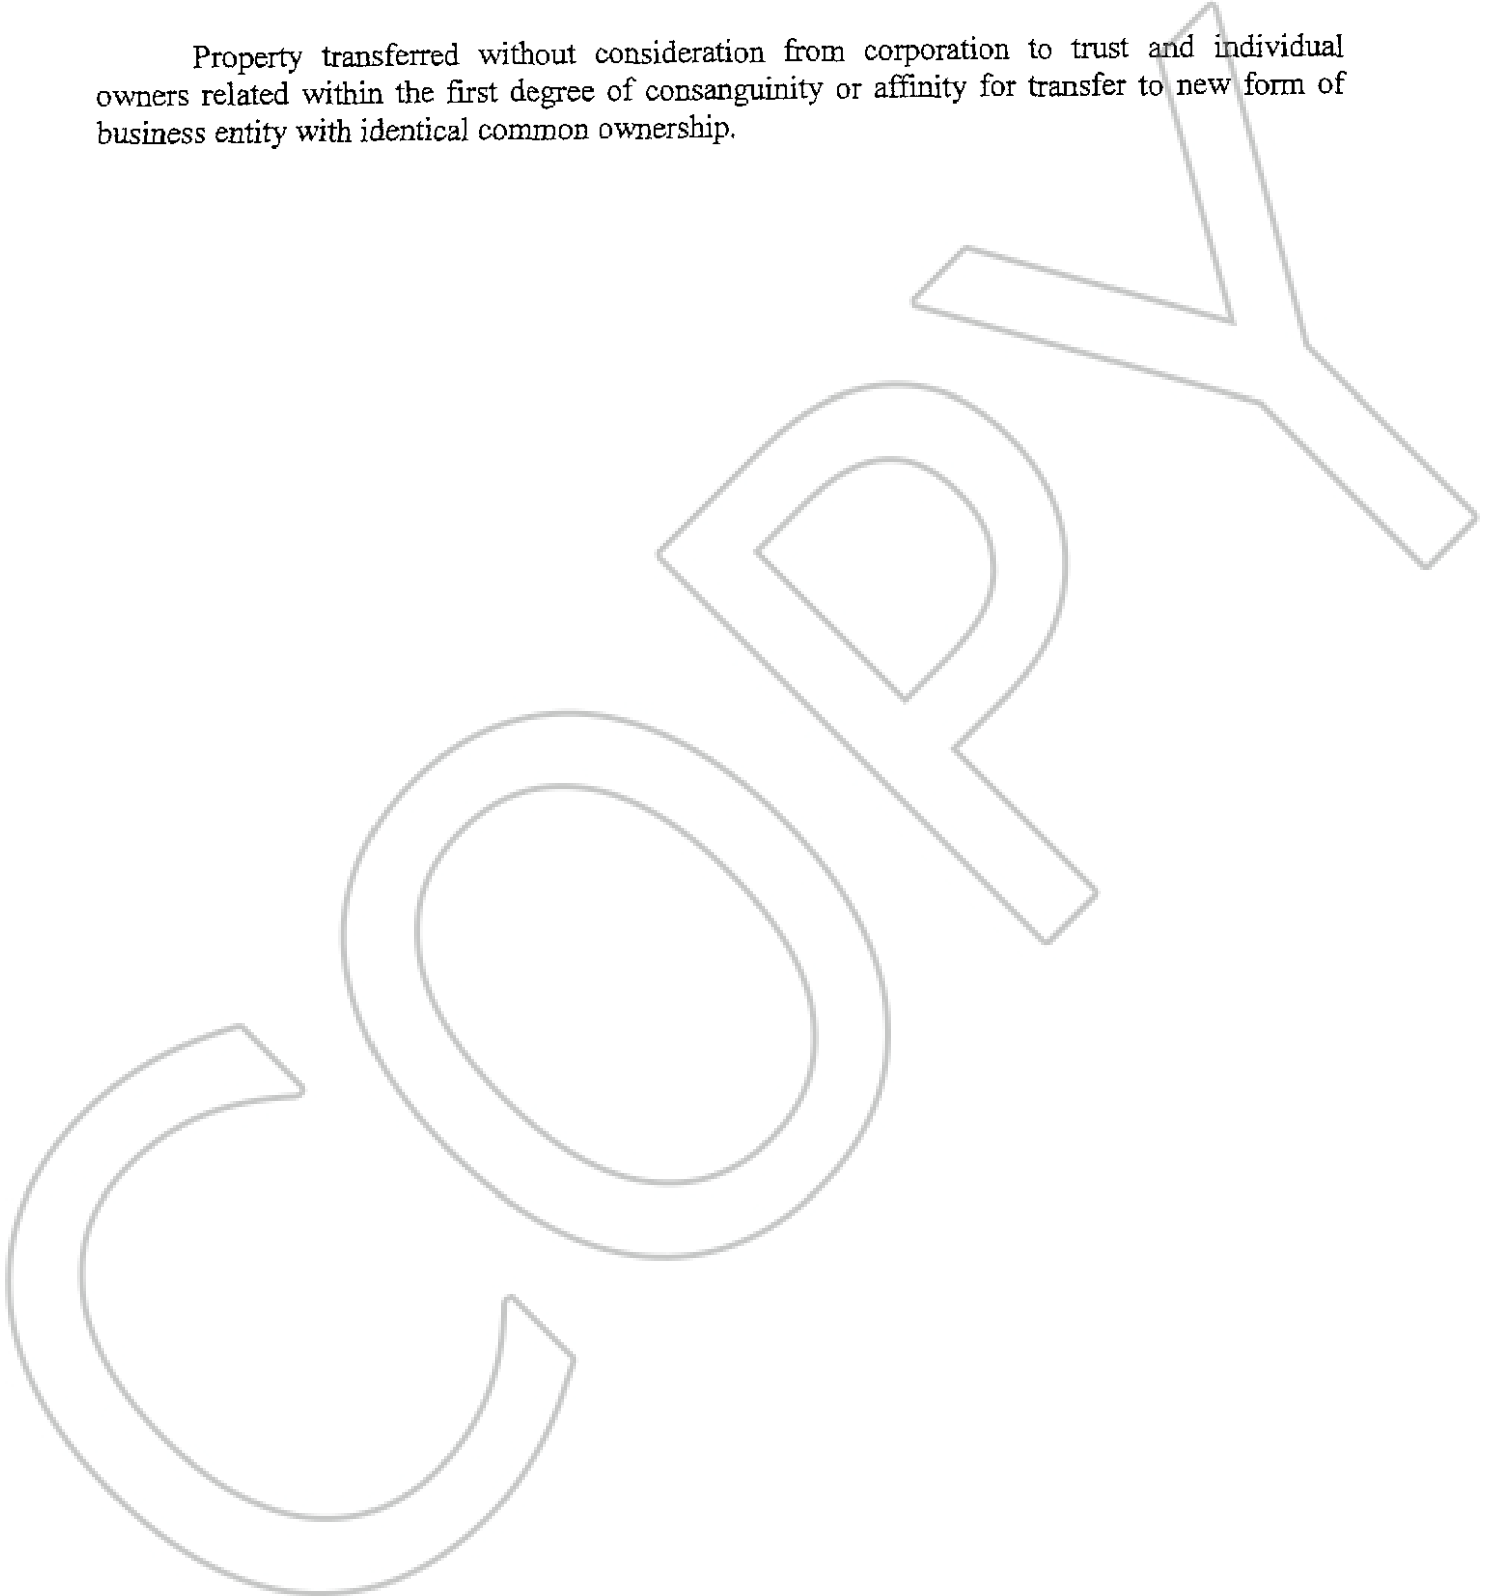 Property transferred without consideration from corporation to trust and individual
owners related within the first degree of consanguinity or affinity for transfer to new form of
business entity with identical common ownership.
COPY